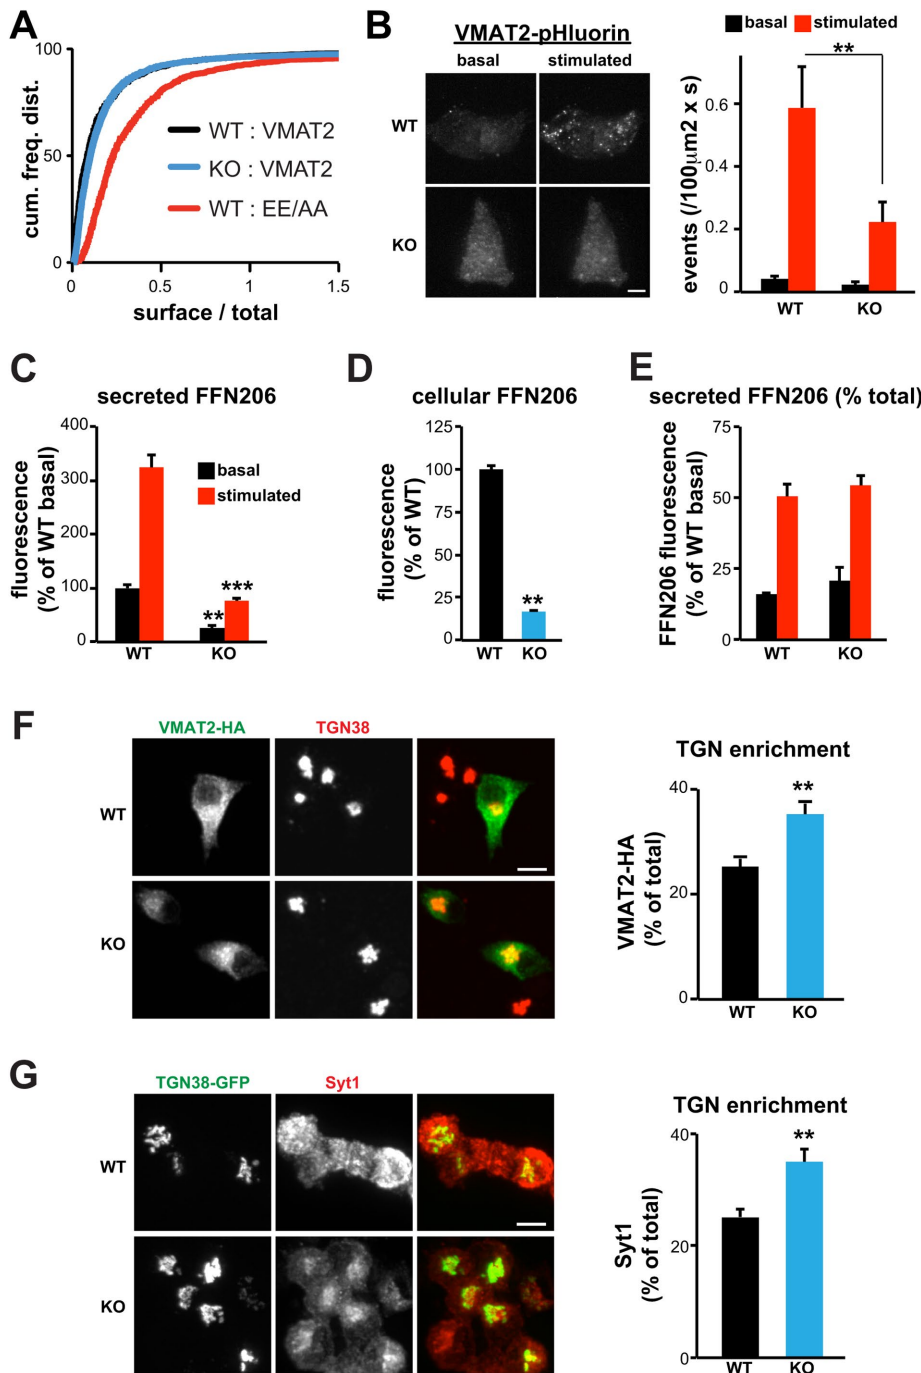 A
cum. freq. dist.
100
50
0
0
0.5
1
1.5
surface / total
WT : VMAT2
KO : VMAT2
WT : EE/AA
B
VMAT2-pHluorin
basal
stimulated
WT
KO
basal
stimulated
**
events (/100µm2 x s)
0.6
0.4
0.2
0
WT
KO
C
secreted FFN206
fluorescence
(% of WT basal)
400
300
200
100
0
basal
stimulated
**
***
WT
KO
D
cellular FFN206
fluorescence
(% of WT)
125
100
75
50
25
0
**
WT
KO
E
secreted FFN206 (% total)
FFN206 fluorescence
(% of WT basal)
75
50
25
0
WT
KO
F
VMAT2-HA
TGN38
WT
KO
TGN enrichment
VMAT2-HA
(% of total)
40
20
0
**
WT
KO
G
TGN38-GFP
Syt1
WT
KO
TGN enrichment
Syt1
(% of total)
40
20
0
**
WT
KO